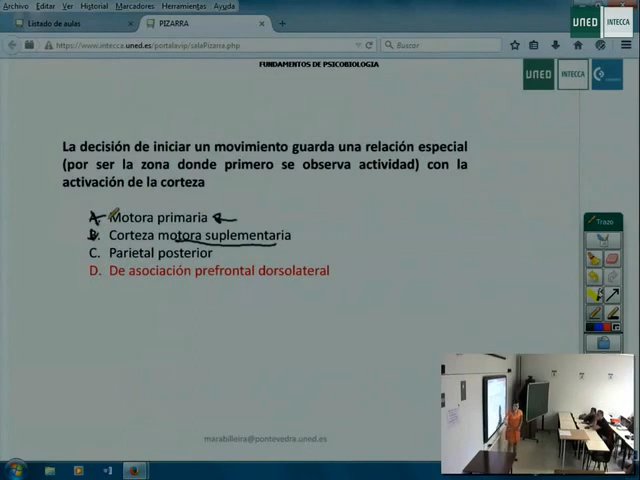 Archivo Editar Ver Historial Marcadores Herramientas Ayuda
Listado de aulas
PIZARRA
https://www.intecca.uned.es/portalavip/salaPizarra.php
Buscar
UNED INTECCA
FUNDAMENTOS DE PSICOBIOLOGIA
UNED INTECCA
La decisión de iniciar un movimiento guarda una relación especial
(por ser la zona donde primero se observa actividad) con la
activación de la corteza
A. Motora primaria
B. Corteza motora suplementaria
C. Parietal posterior
D. De asociación prefrontal dorsolateral
Trazo
marabilleira@pontevedra.uned.es